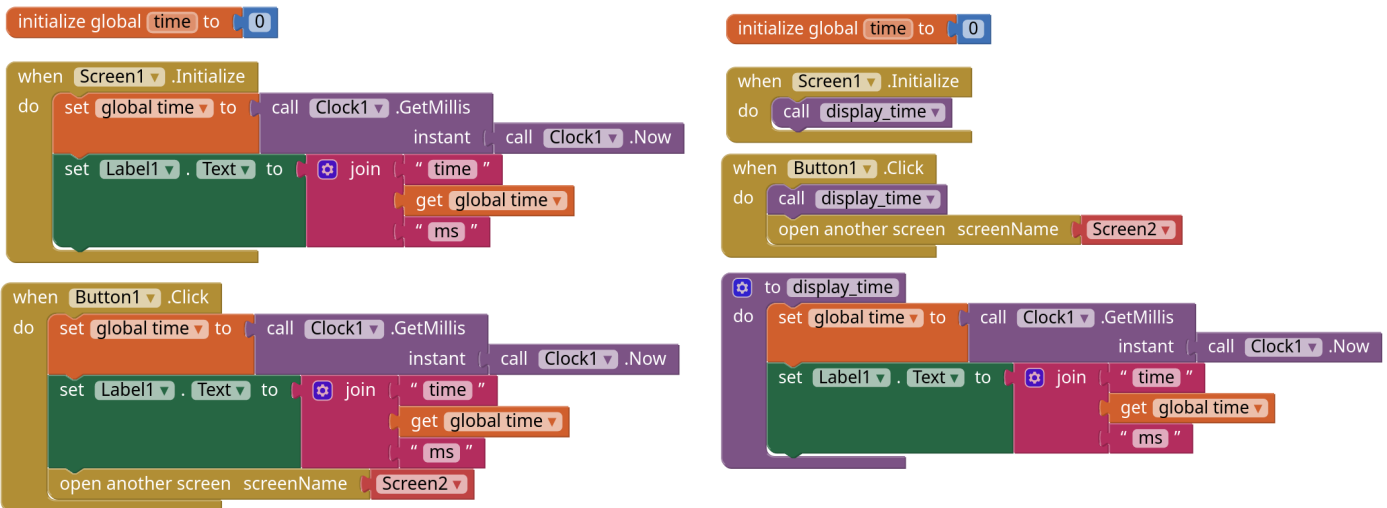 initialize global time to 0
when Screen1 .Initialize
do set global time to call Clock1 .GetMillis
instant call Clock1 .Now
set Label1 . Text to join “ time ”
get global time
“ ms ”
when Button1 .Click
do set global time to call Clock1 .GetMillis
instant call Clock1 .Now
set Label1 . Text to join “ time ”
get global time
“ ms ”
open another screen screenName Screen2
initialize global time to 0
when Screen1 .Initialize
do call display_time
when Button1 .Click
do call display_time
open another screen screenName Screen2
to display_time
do set global time to call Clock1 .GetMillis
instant call Clock1 .Now
set Label1 . Text to join “ time ”
get global time
“ ms ”